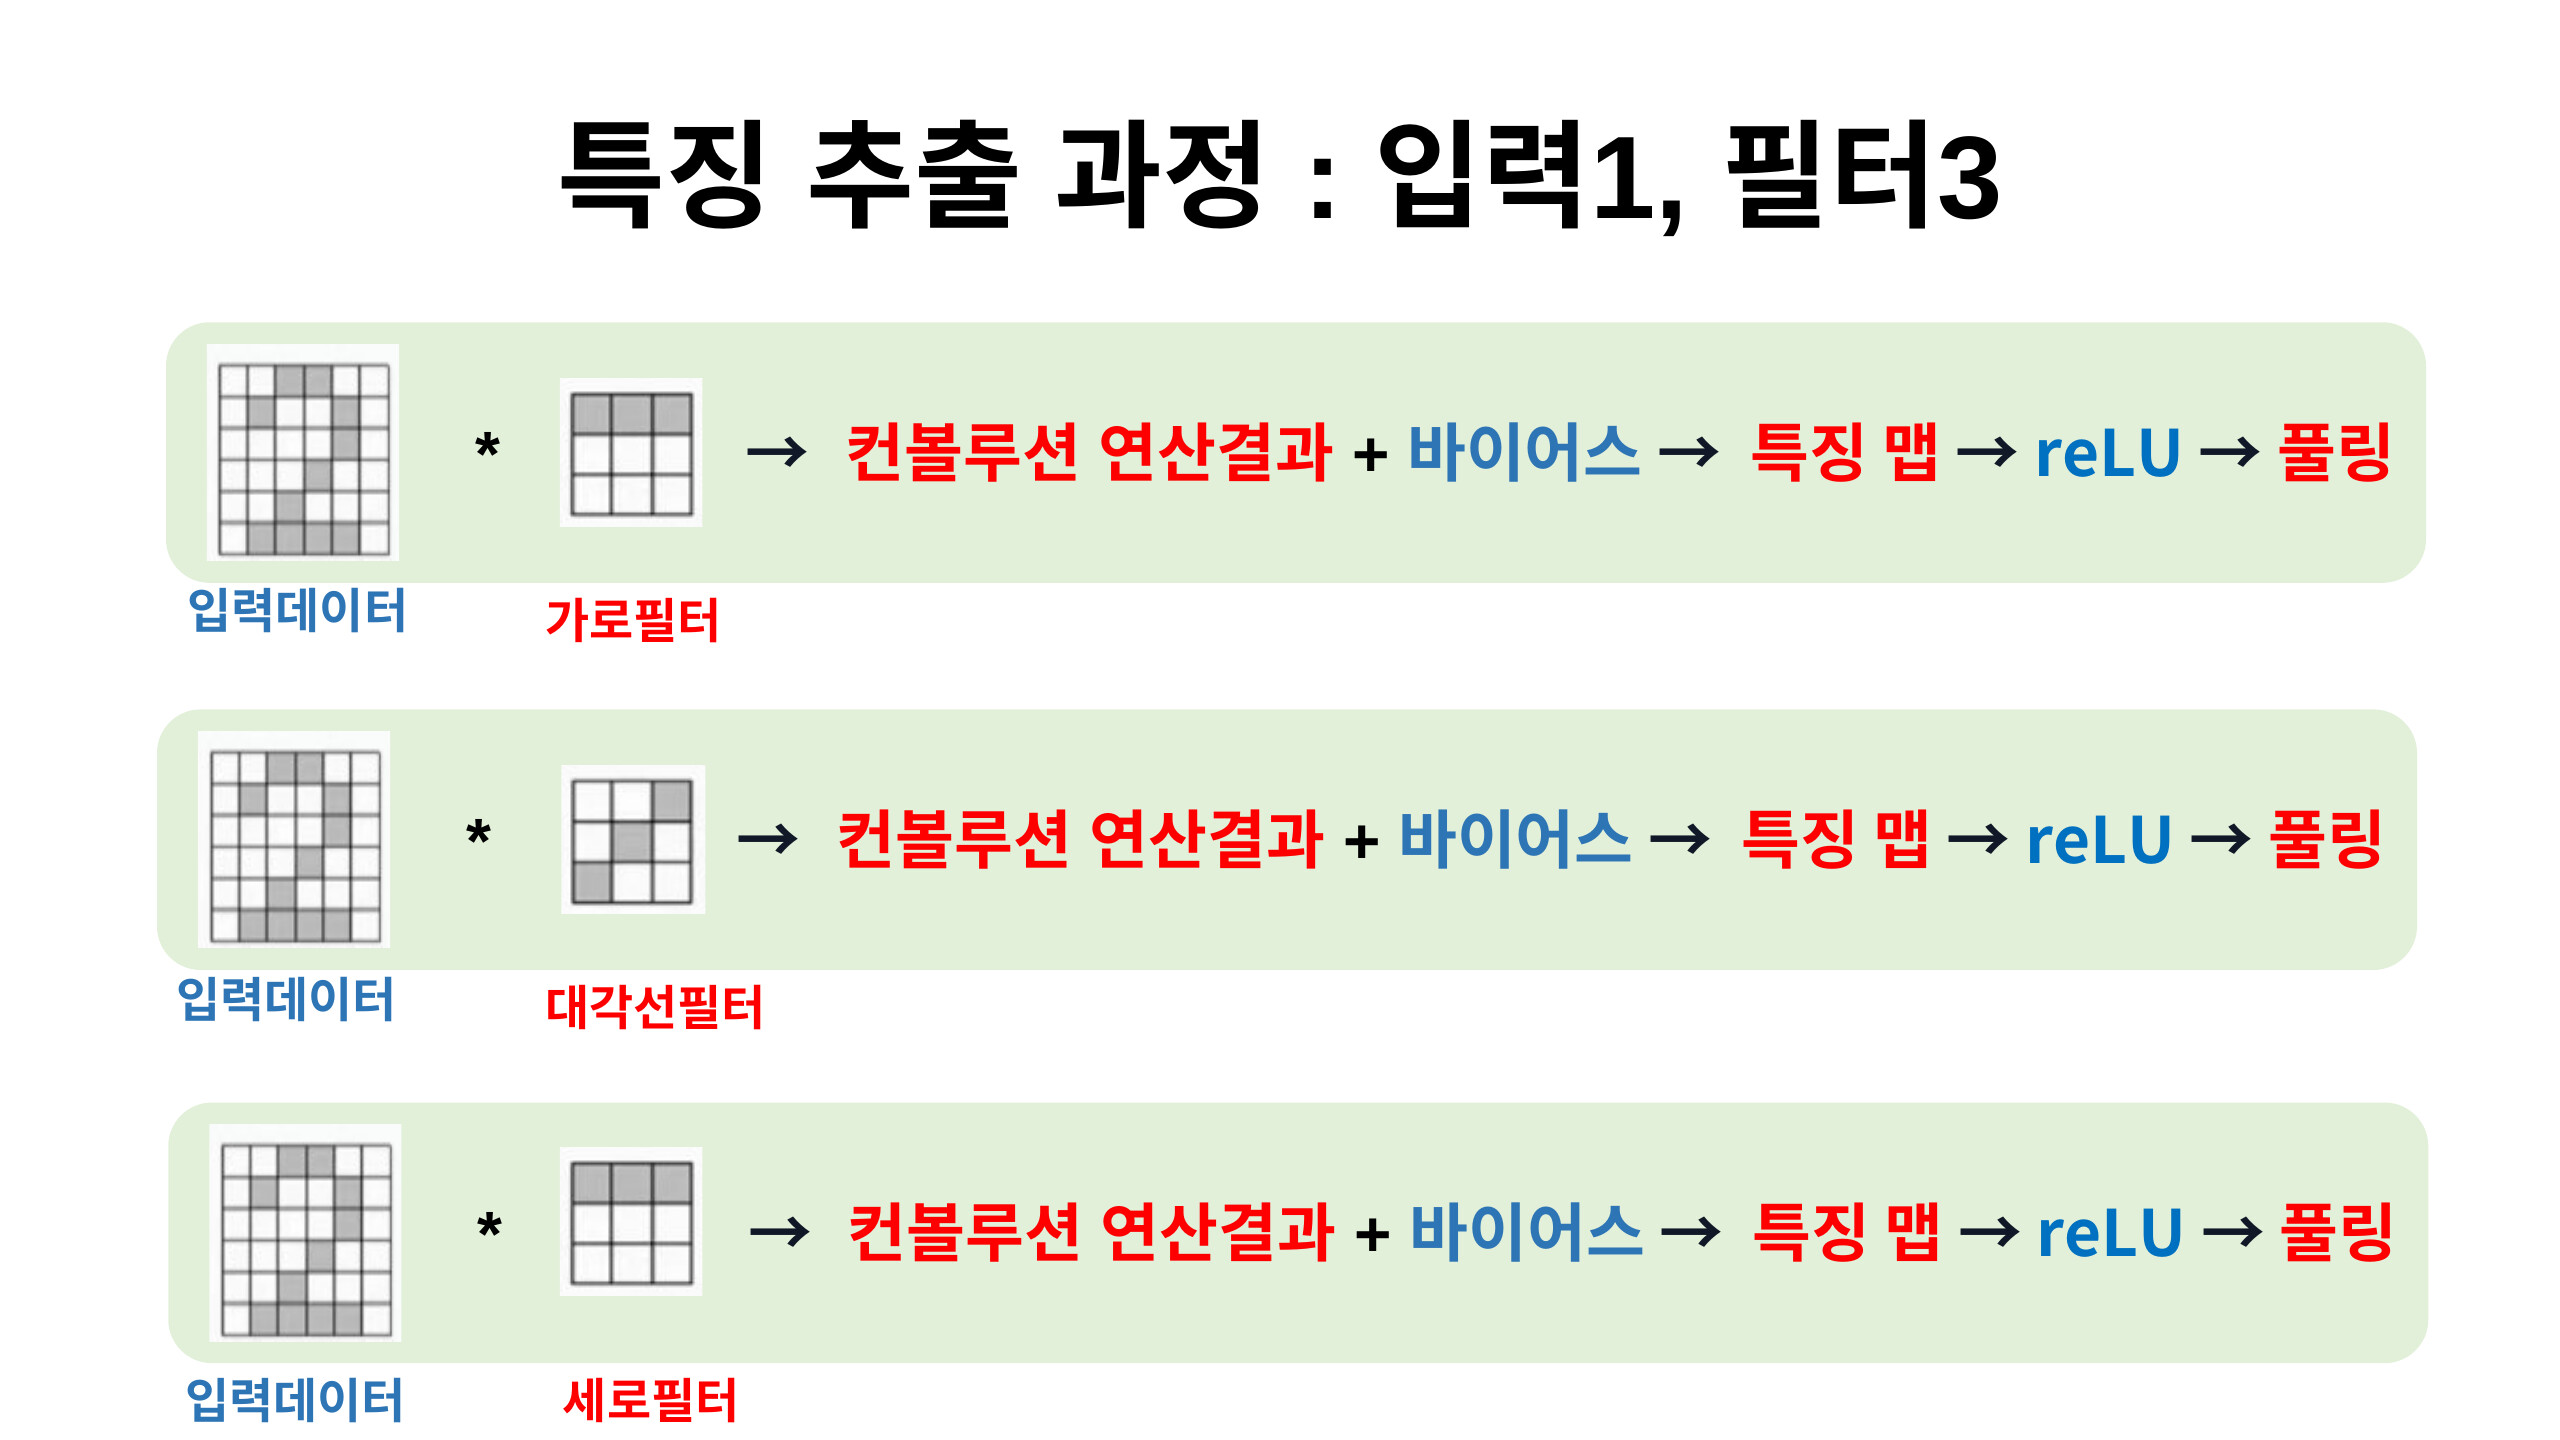 특징 추출 과정 : 입력1, 필터3
* → 컨볼루션 연산결과 + 바이어스 → 특징 맵 → reLU → 풀링
입력데이터 가로필터
* → 컨볼루션 연산결과 + 바이어스 → 특징 맵 → reLU → 풀링
입력데이터 대각선필터
* → 컨볼루션 연산결과 + 바이어스 → 특징 맵 → reLU → 풀링
입력데이터 세로필터